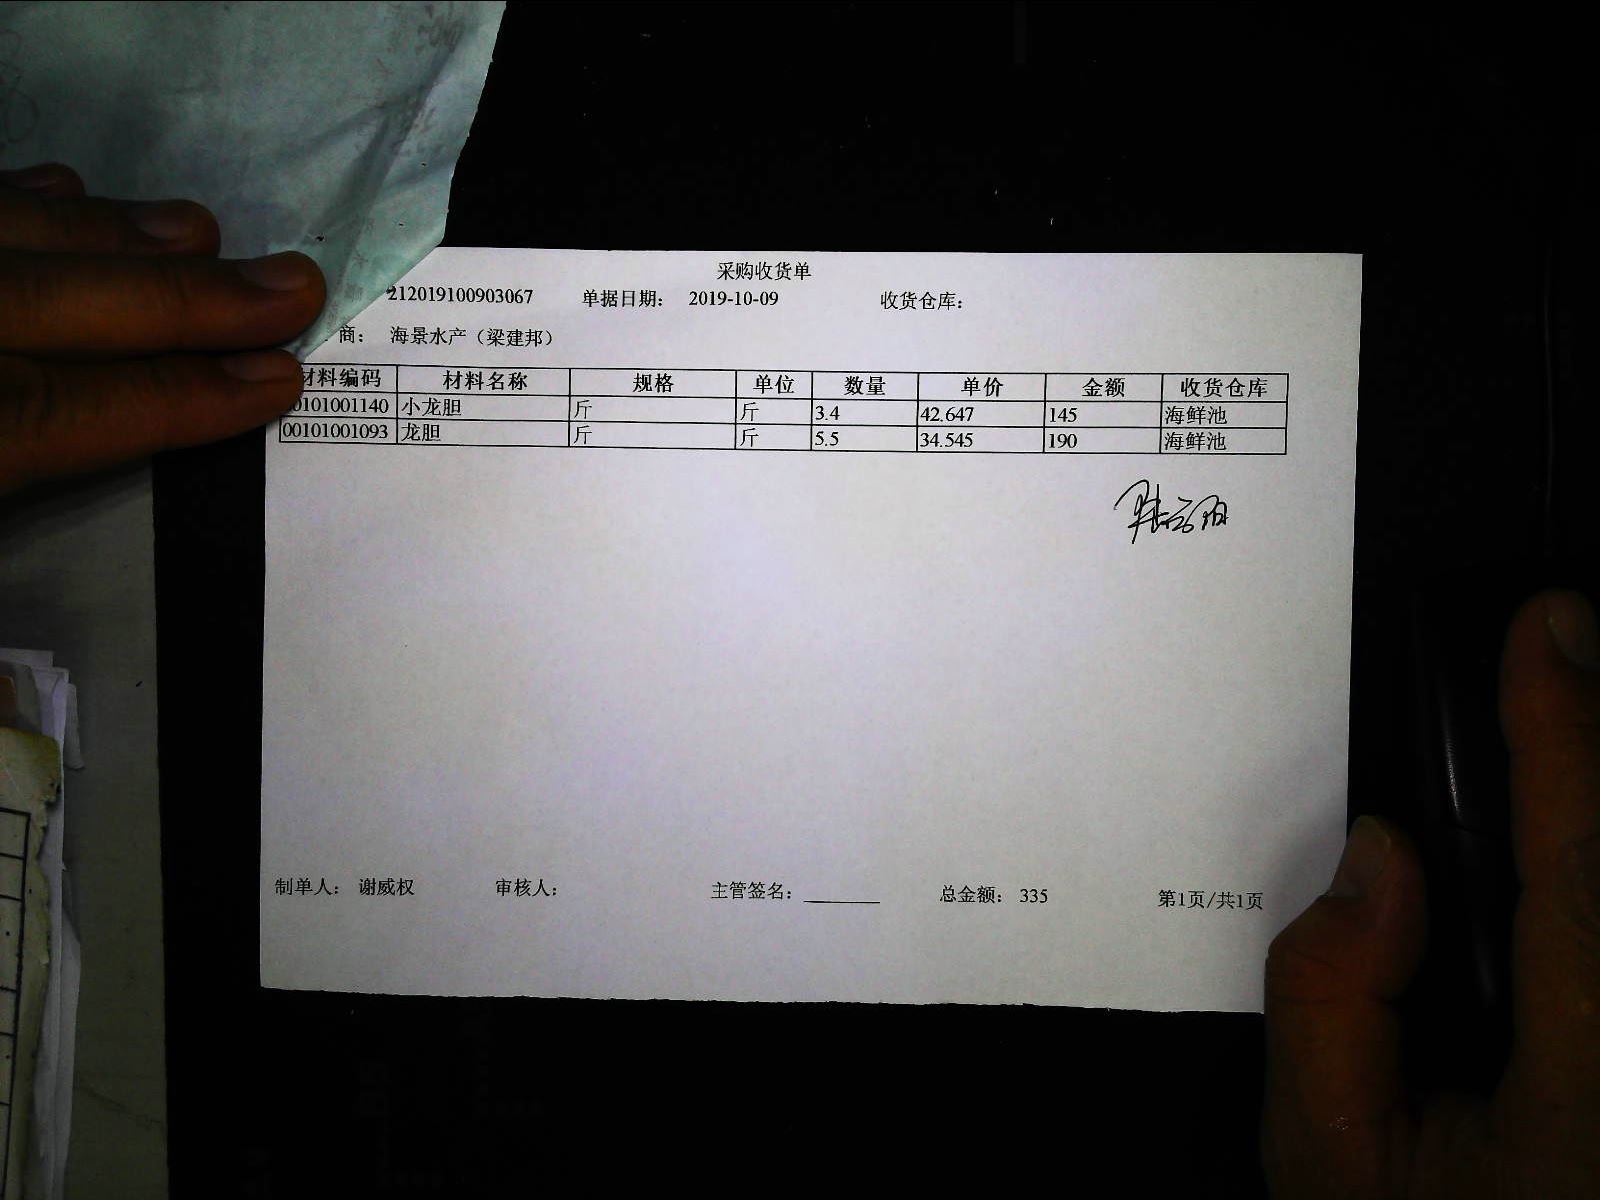 采购收货单
212019100903067 单据日期： 2019-10-09 收货仓库：
商： 海景水产（梁建邦）
材料编码 材料名称 规格 单位 数量 单价 金额 收货仓库
00101001140 小龙胆 斤 斤 3.4 42.647 145 海鲜池
00101001093 龙胆 斤 斤 5.5 34.545 190 海鲜池
制单人： 谢威权 审核人： 主管签名： 总金额： 335 第1页/共1页